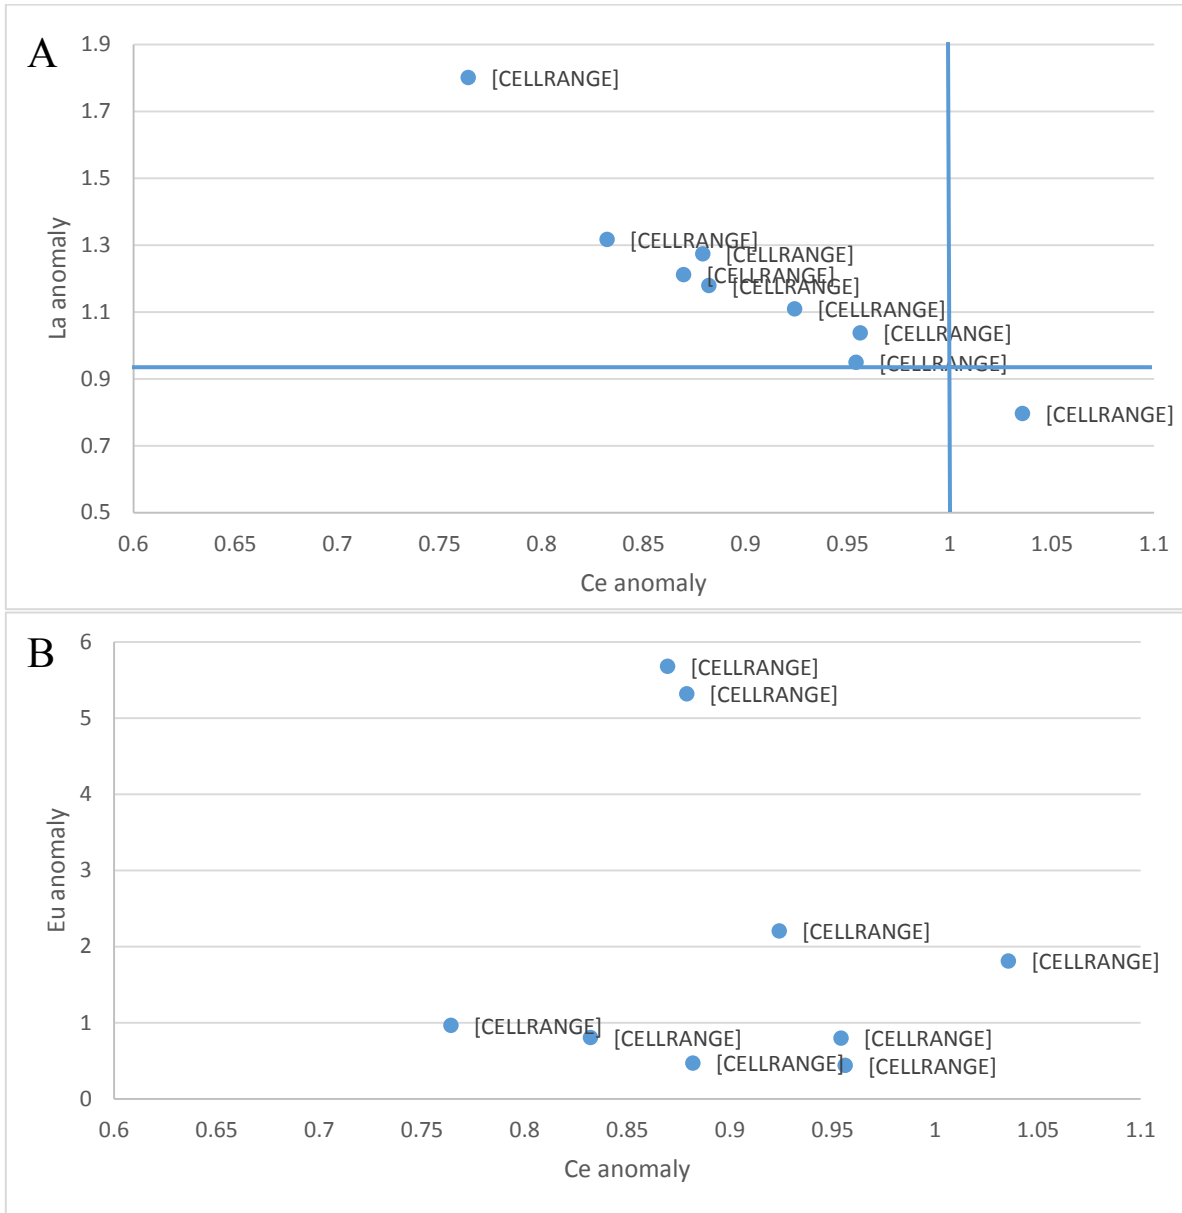 A
1.9
[CELLRANGE]
1.7
1.5
[CELLRANGE]
1.3
[CELLRANGE]
[CELLRANGE]
[CELLRANGE]
1.1
[CELLRANGE]
[CELLRANGE]
[CELLRANGE]
0.9
[CELLRANGE]
0.7
0.5
La anomaly
0.6 0.65 0.7 0.75 0.8 0.85 0.9 0.95 1 1.05 1.1
Ce anomaly
B
6
[CELLRANGE]
[CELLRANGE]
5
4
3
[CELLRANGE]
2
[CELLRANGE]
1
[CELLRANGE]
[CELLRANGE]
[CELLRANGE]
[CELLRANGE]
[CELLRANGE]
0
Eu anomaly
0.6 0.65 0.7 0.75 0.8 0.85 0.9 0.95 1 1.05 1.1
Ce anomaly